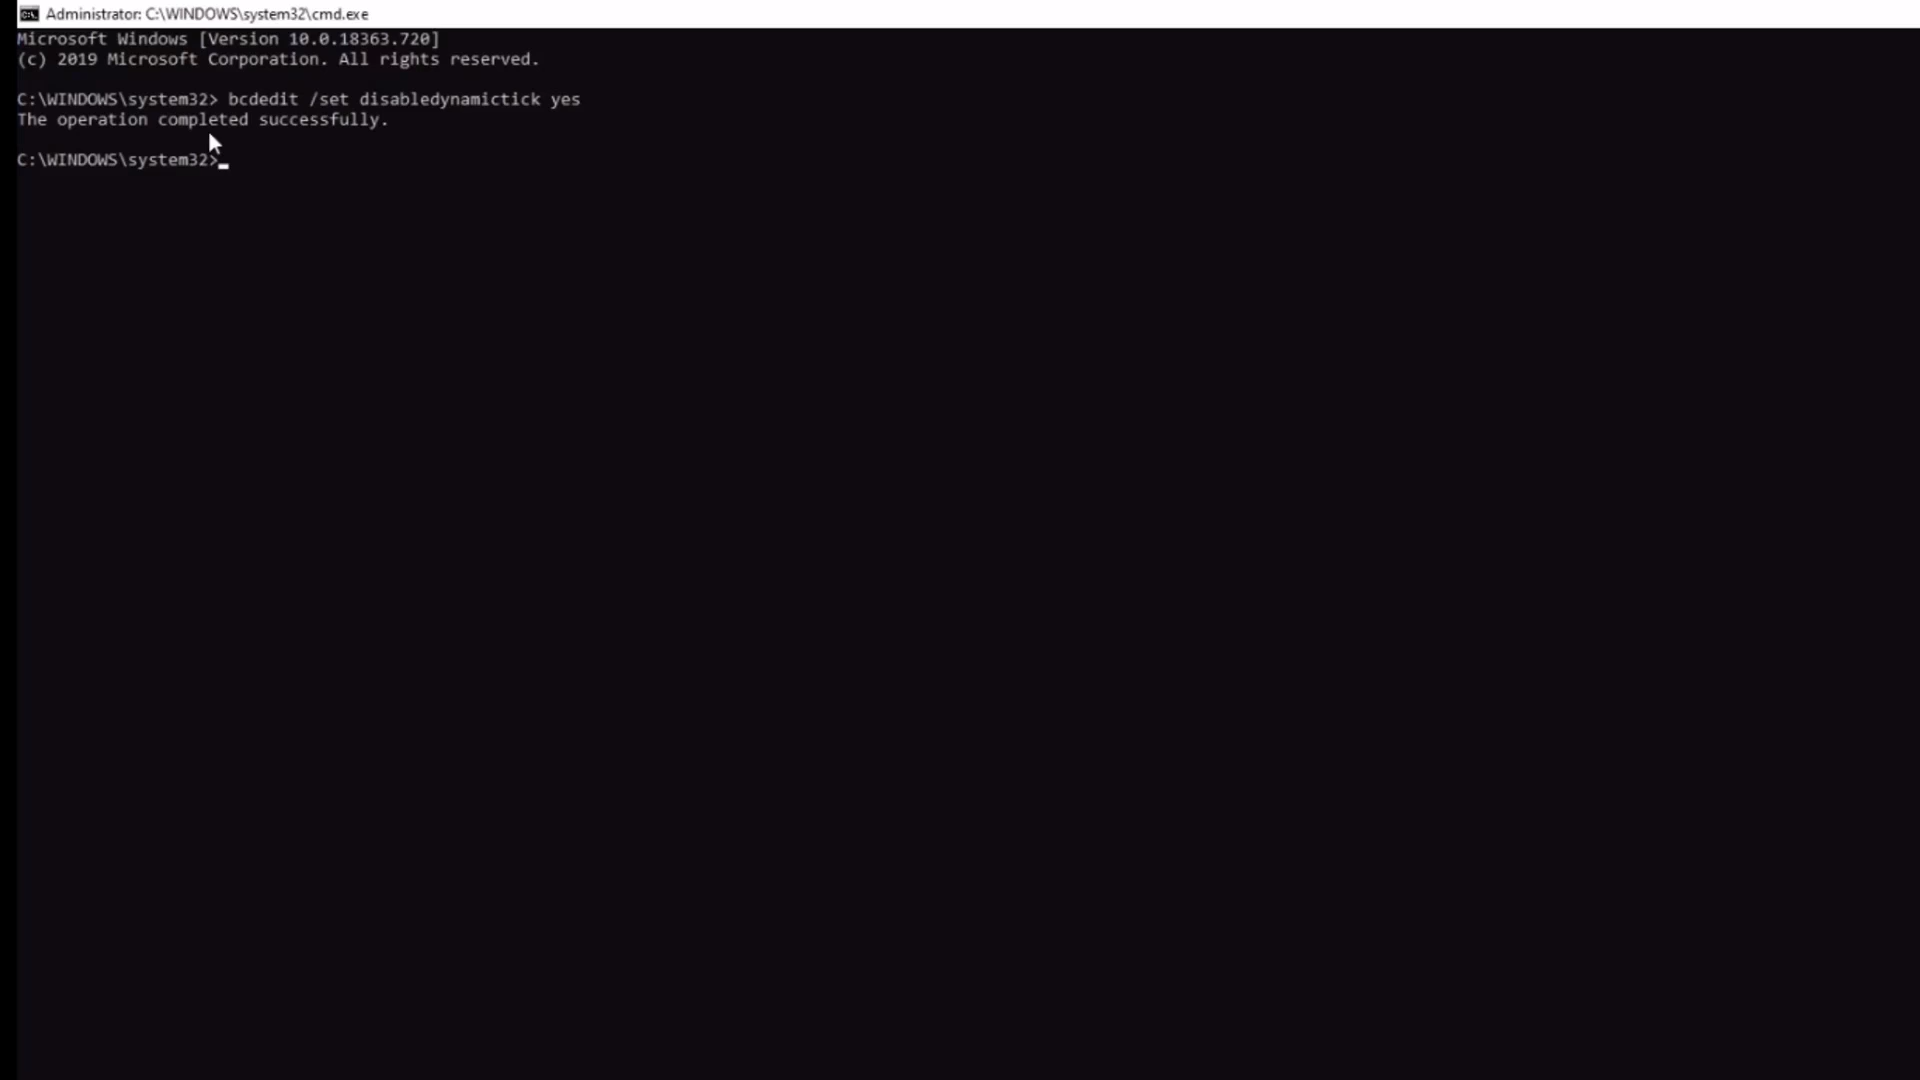 Administrator: C:\WINDOWS\system32\cmd.exe
Microsoft Windows [Version 10.0.18363.720]
(c) 2019 Microsoft Corporation. All rights reserved.
C:\WINDOWS\system32> bcdedit /set disabledynamictick yes
The operation completed successfully.
C:\WINDOWS\system32>